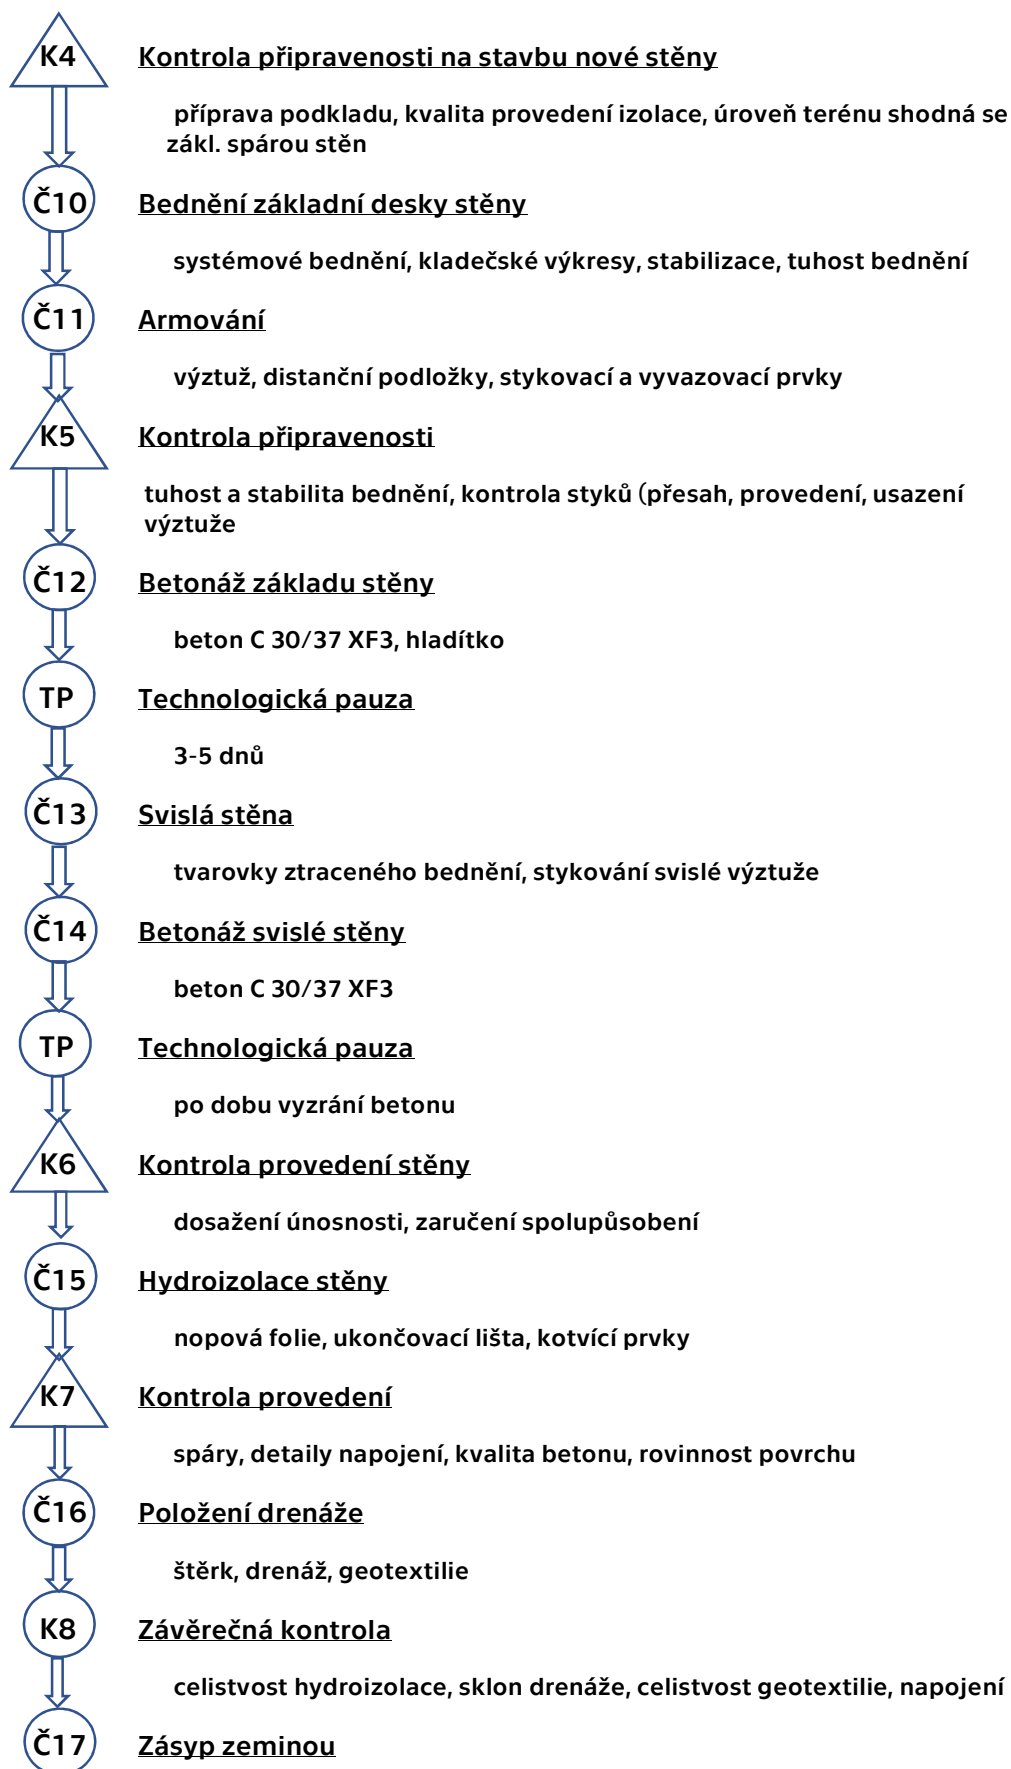 K4 Kontrola připravenosti na stavbu nové stěny
příprava podkladu, kvalita provedení izolace, úroveň terénu shodná se
zákl. spárou stěn
Č10 Bednění základní desky stěny
systémové bednění, kladečské výkresy, stabilizace, tuhost bednění
Č11 Armování
výztuž, distanční podložky, stykovací a vyvazovací prvky
K5 Kontrola připravenosti
tuhost a stabilita bednění, kontrola styků (přesah, provedení, usazení
výztuže
Č12 Betonáž základu stěny
beton C 30/37 XF3, hladítko
TP Technologická pauza
3-5 dnů
Č13 Svislá stěna
tvarovky ztraceného bednění, stykování svislé výztuže
Č14 Betonáž svislé stěny
beton C 30/37 XF3
TP Technologická pauza
po dobu vyzrání betonu
K6 Kontrola provedení stěny
dosažení únosnosti, zaručení spolupůsobení
Č15 Hydroizolace stěny
nopová folie, ukončovací lišta, kotvící prvky
K7 Kontrola provedení
spáry, detaily napojení, kvalita betonu, rovinnost povrchu
Č16 Položení drenáže
štěrk, drenáž, geotextilie
K8 Závěrečná kontrola
celistvost hydroizolace, sklon drenáže, celistvost geotextilie, napojení
Č17 Zásyp zeminou